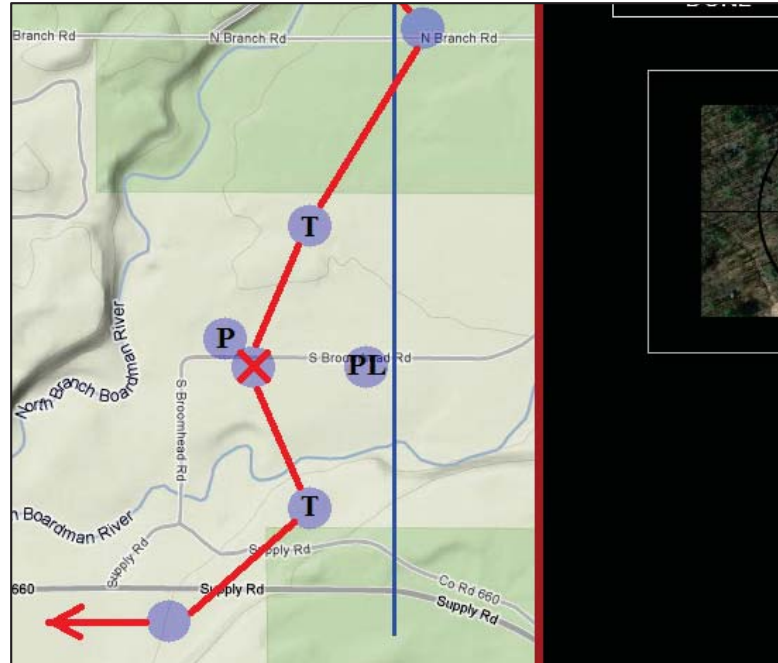 Branch Rd
N Branch Rd
N Branch Rd
T
P
S Broomhead Rd
PL
North Branch Boardman River
S Broomhead Rd
T
n Boardman River
Supply Rd
Supply Rd
660
Supply Rd
Co Rd 660
Supply Rd